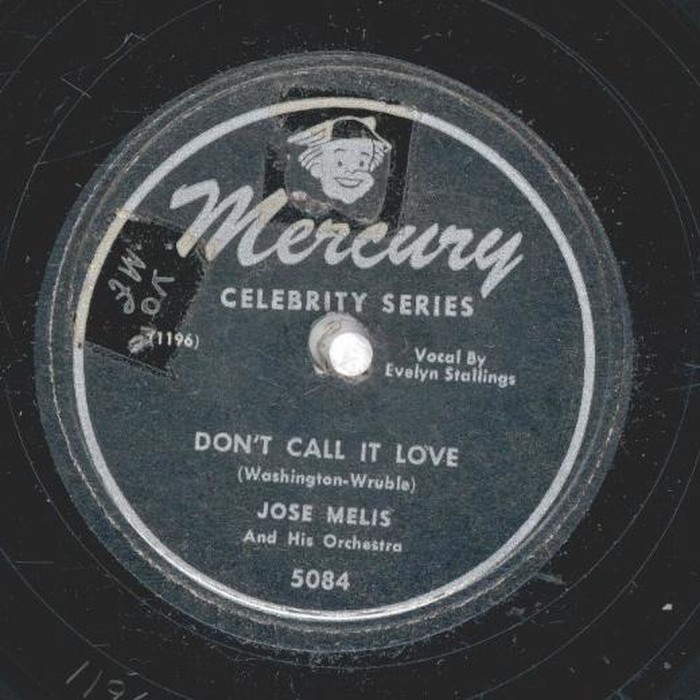 Mercury
CELEBRITY SERIES
(1196)
Vocal By
Evelyn Stallings
DON'T CALL IT LOVE
(Washington-Wruble)
JOSE MELIS
And His Orchestra
5084